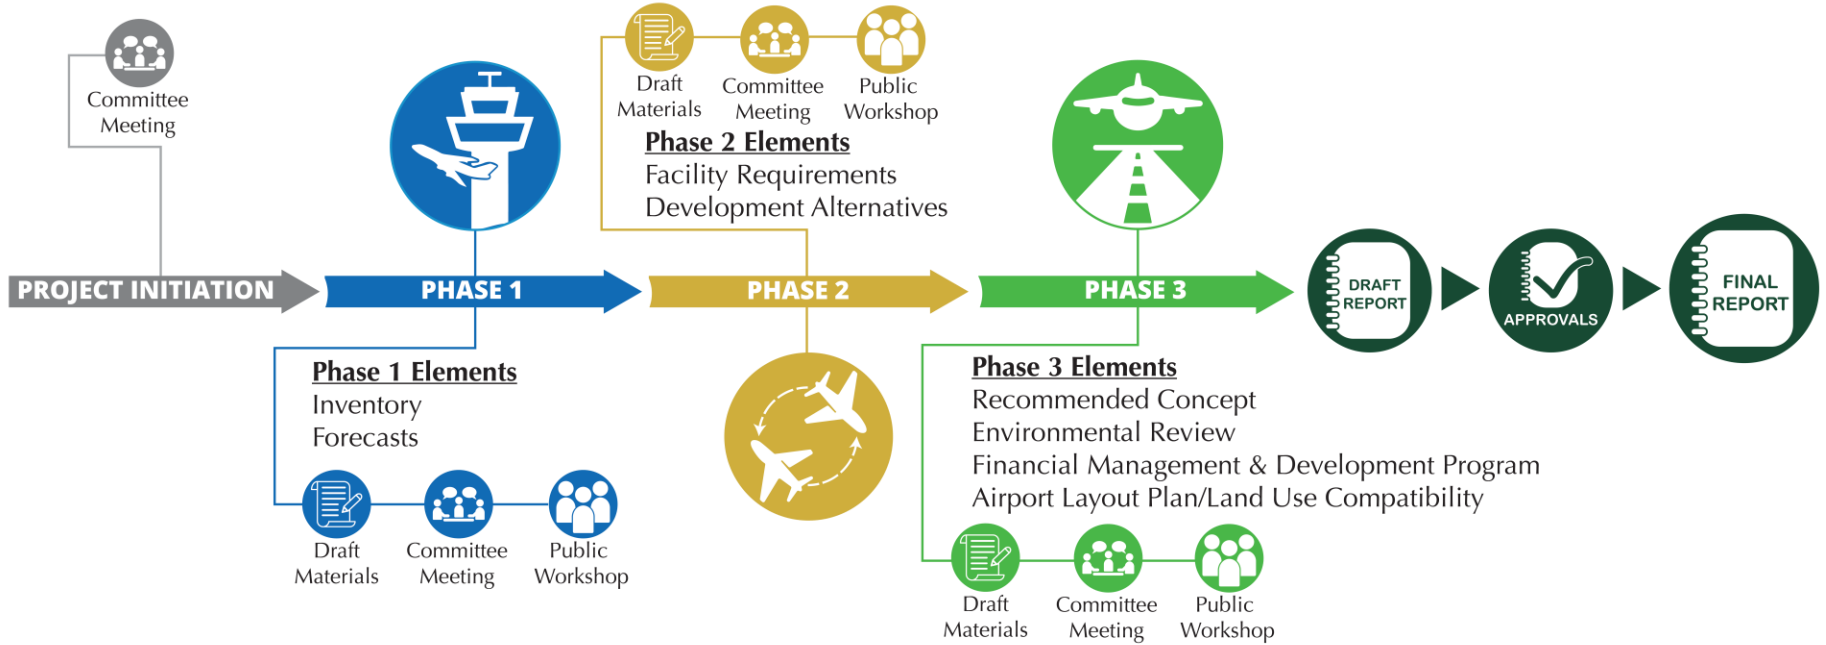 Committee
Meeting
PROJECT INITIATION
PHASE 1
Phase 1 Elements
Inventory
Forecasts
Draft
Materials
Committee
Meeting
Public
Workshop
Draft
Materials
Committee
Meeting
Public
Workshop
Phase 2 Elements
Facility Requirements
Development Alternatives
PHASE 2
PHASE 3
Phase 3 Elements
Recommended Concept
Environmental Review
Financial Management & Development Program
Airport Layout Plan/Land Use Compatibility
Draft
Materials
Committee
Meeting
Public
Workshop
DRAFT
REPORT
APPROVALS
FINAL
REPORT